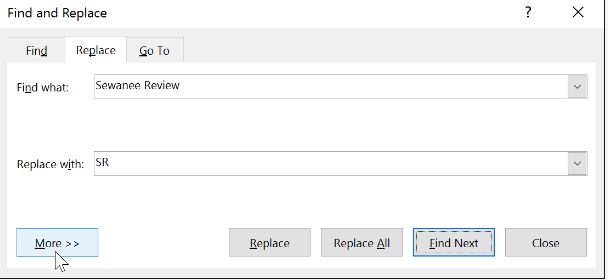 Find and Replace ? ×
Find Replace Go To
Find what: Sewanee Review
Replace with: SR
More >> Replace Replace All Find Next Close